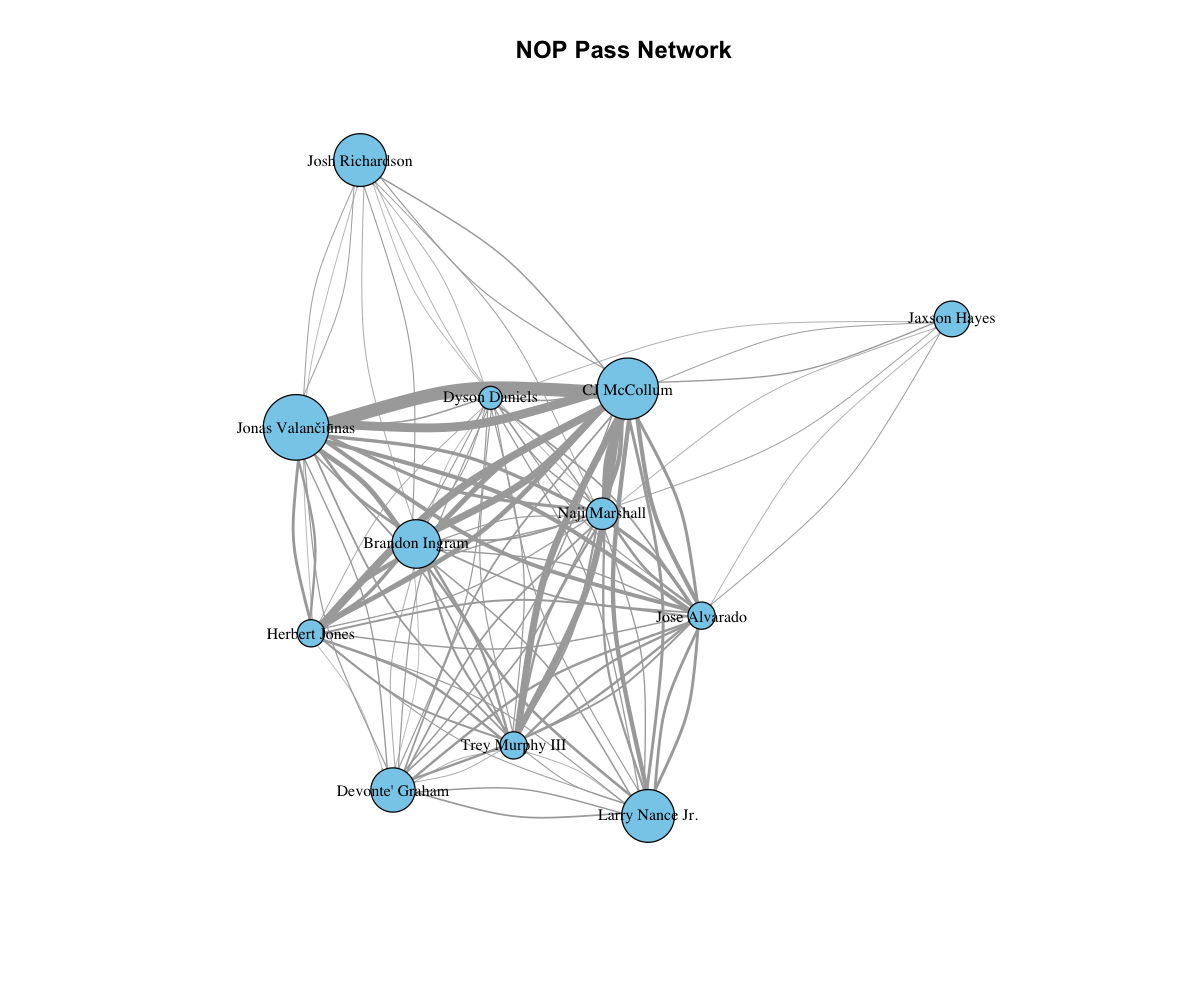 NOP Pass Network
Josh Richardson
Jaxson Hayes
CJ McCollum
Dyson Daniels
Jonas Valančiūnas
Naji Marshall
Brandon Ingram
Jose Alvarado
Herbert Jones
Trey Murphy III
Devonte' Graham
Larry Nance Jr.